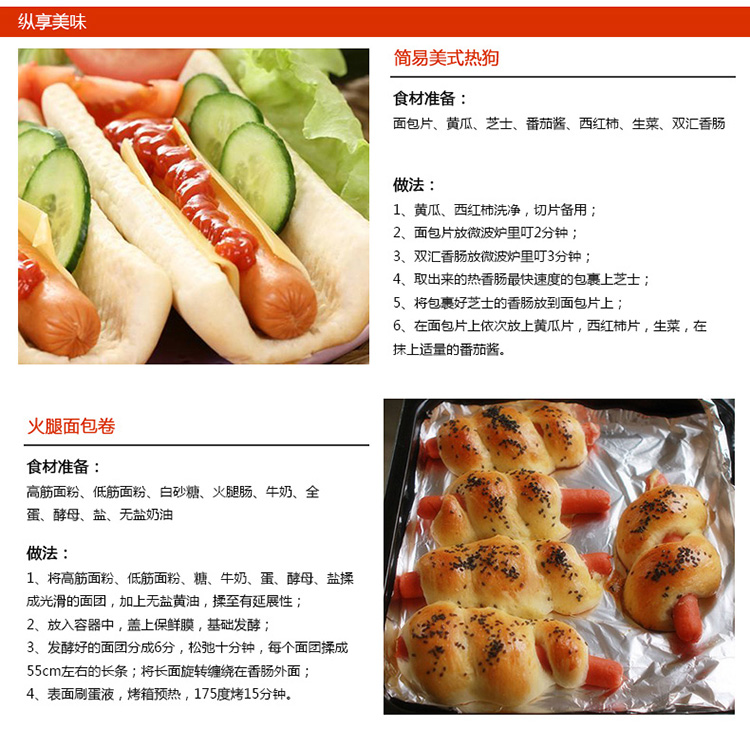 纵享美味
简易美式热狗
食材准备：
面包片、黄瓜、芝士、番茄酱、西红柿、生菜、双汇香肠
做法：
1、黄瓜、西红柿洗净，切片备用；
2、面包片放微波炉里叮2分钟；
3、双汇香肠放微波炉里叮3分钟；
4、取出来的热香肠最快速度的包裹上芝士；
5、将包裹好芝士的香肠放到面包片上；
6、在面包片上依次放上黄瓜片，西红柿片，生菜，在
抹上适量的番茄酱。
火腿面包卷
食材准备：
高筋面粉、低筋面粉、白砂糖、火腿肠、牛奶、全
蛋、酵母、盐、无盐奶油
做法：
1、将高筋面粉、低筋面粉、糖、牛奶、蛋、酵母、盐揉
成光滑的面团，加上无盐黄油，揉至有延展性；
2、放入容器中，盖上保鲜膜，基础发酵；
3、发酵好的面团分成6分，松弛十分钟，每个面团揉成
55cm左右的长条；将长面旋转缠绕在香肠外面；
4、表面刷蛋液，烤箱预热，175度烤15分钟。